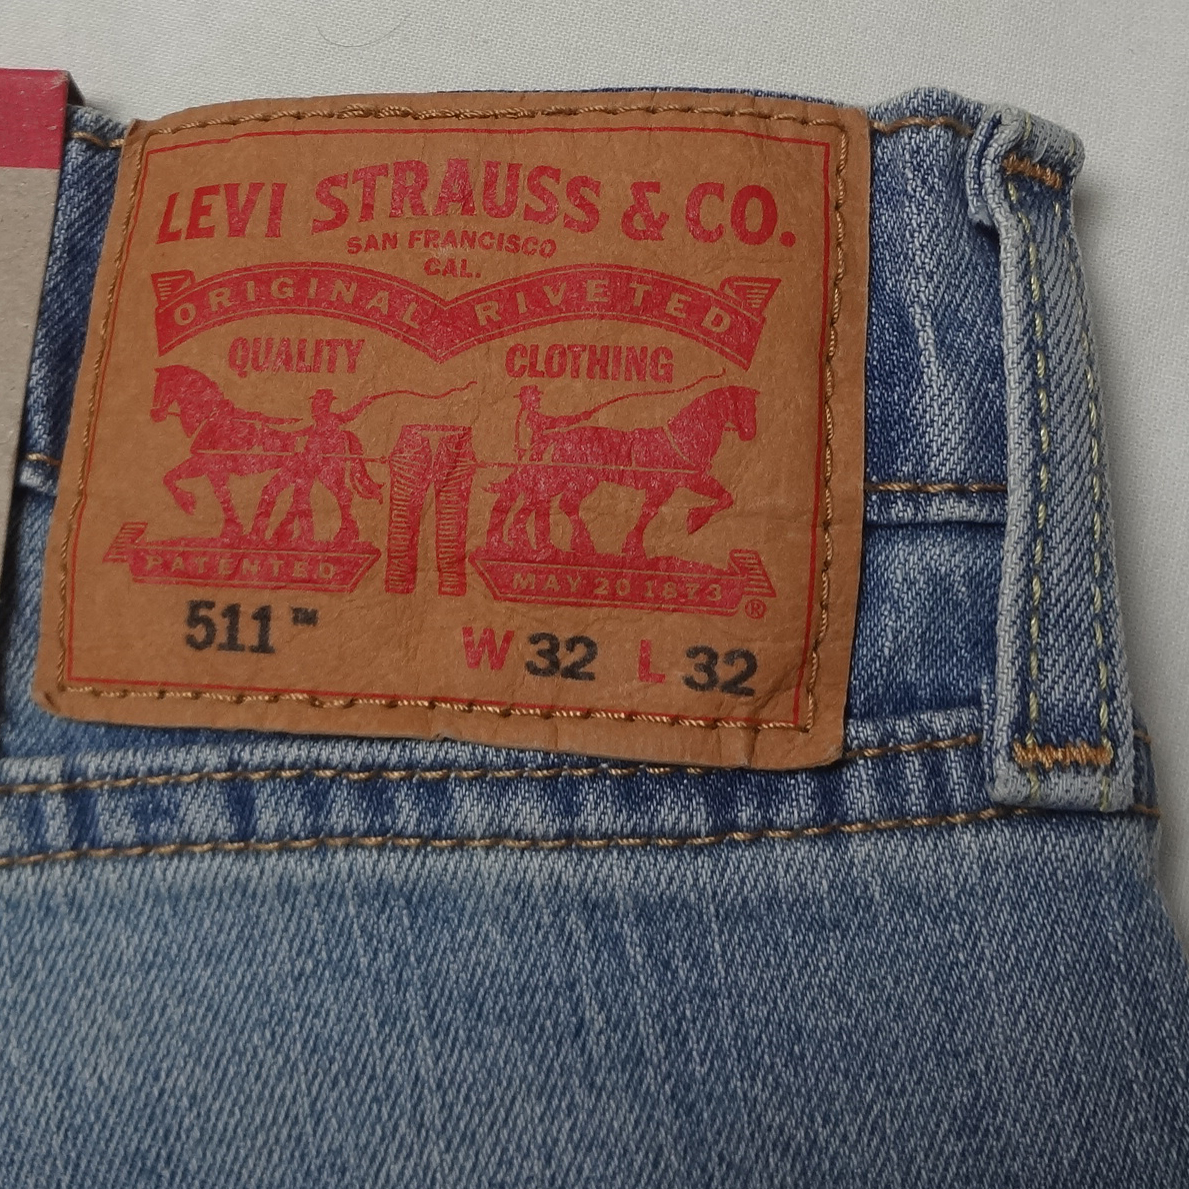 LEVI STRAUSS & CO.
SAN FRANCISCO
CAL.
ORIGINAL RIVETED
QUALITY CLOTHING
PATENTED MAY 20 1873 ®
511™ W 32 L 32